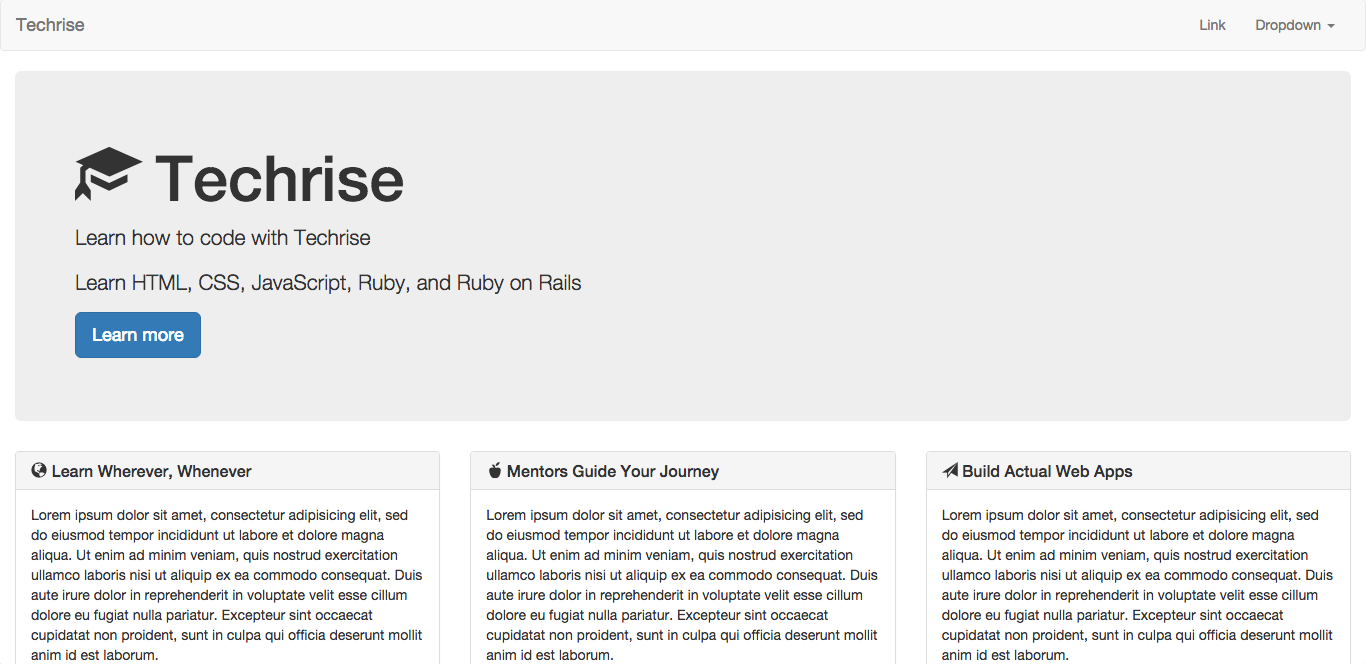 Techrise
Link
Dropdown
Techrise
Learn how to code with Techrise
Learn HTML, CSS, JavaScript, Ruby, and Ruby on Rails
Learn more
Learn Wherever, Whenever
Lorem ipsum dolor sit amet, consectetur adipisicing elit, sed
do eiusmod tempor incididunt ut labore et dolore magna
aliqua. Ut enim ad minim veniam, quis nostrud exercitation
ullamco laboris nisi ut aliquip ex ea commodo consequat. Duis
aute irure dolor in reprehenderit in voluptate velit esse cillum
dolore eu fugiat nulla pariatur. Excepteur sint occaecat
cupidatat non proident, sunt in culpa qui officia deserunt mollit
anim id est laborum.
Mentors Guide Your Journey
Lorem ipsum dolor sit amet, consectetur adipisicing elit, sed
do eiusmod tempor incididunt ut labore et dolore magna
aliqua. Ut enim ad minim veniam, quis nostrud exercitation
ullamco laboris nisi ut aliquip ex ea commodo consequat. Duis
aute irure dolor in reprehenderit in voluptate velit esse cillum
dolore eu fugiat nulla pariatur. Excepteur sint occaecat
cupidatat non proident, sunt in culpa qui officia deserunt mollit
anim id est laborum.
Build Actual Web Apps
Lorem ipsum dolor sit amet, consectetur adipisicing elit, sed
do eiusmod tempor incididunt ut labore et dolore magna
aliqua. Ut enim ad minim veniam, quis nostrud exercitation
ullamco laboris nisi ut aliquip ex ea commodo consequat. Duis
aute irure dolor in reprehenderit in voluptate velit esse cillum
dolore eu fugiat nulla pariatur. Excepteur sint occaecat
cupidatat non proident, sunt in culpa qui officia deserunt mollit
anim id est laborum.